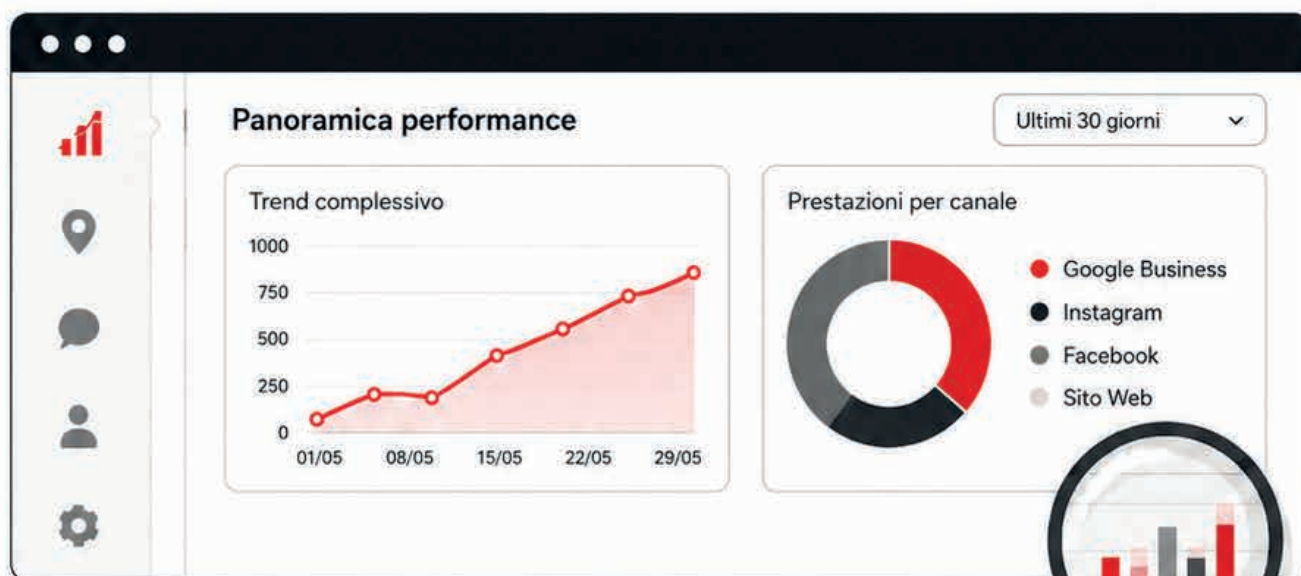 Panoramica performance
Ultimi 30 giorni
Trend complessivo
1000
750
500
250
0
01/05 08/05 15/05 22/05 29/05
Prestazioni per canale
Google Business
Instagram
Facebook
Sito Web